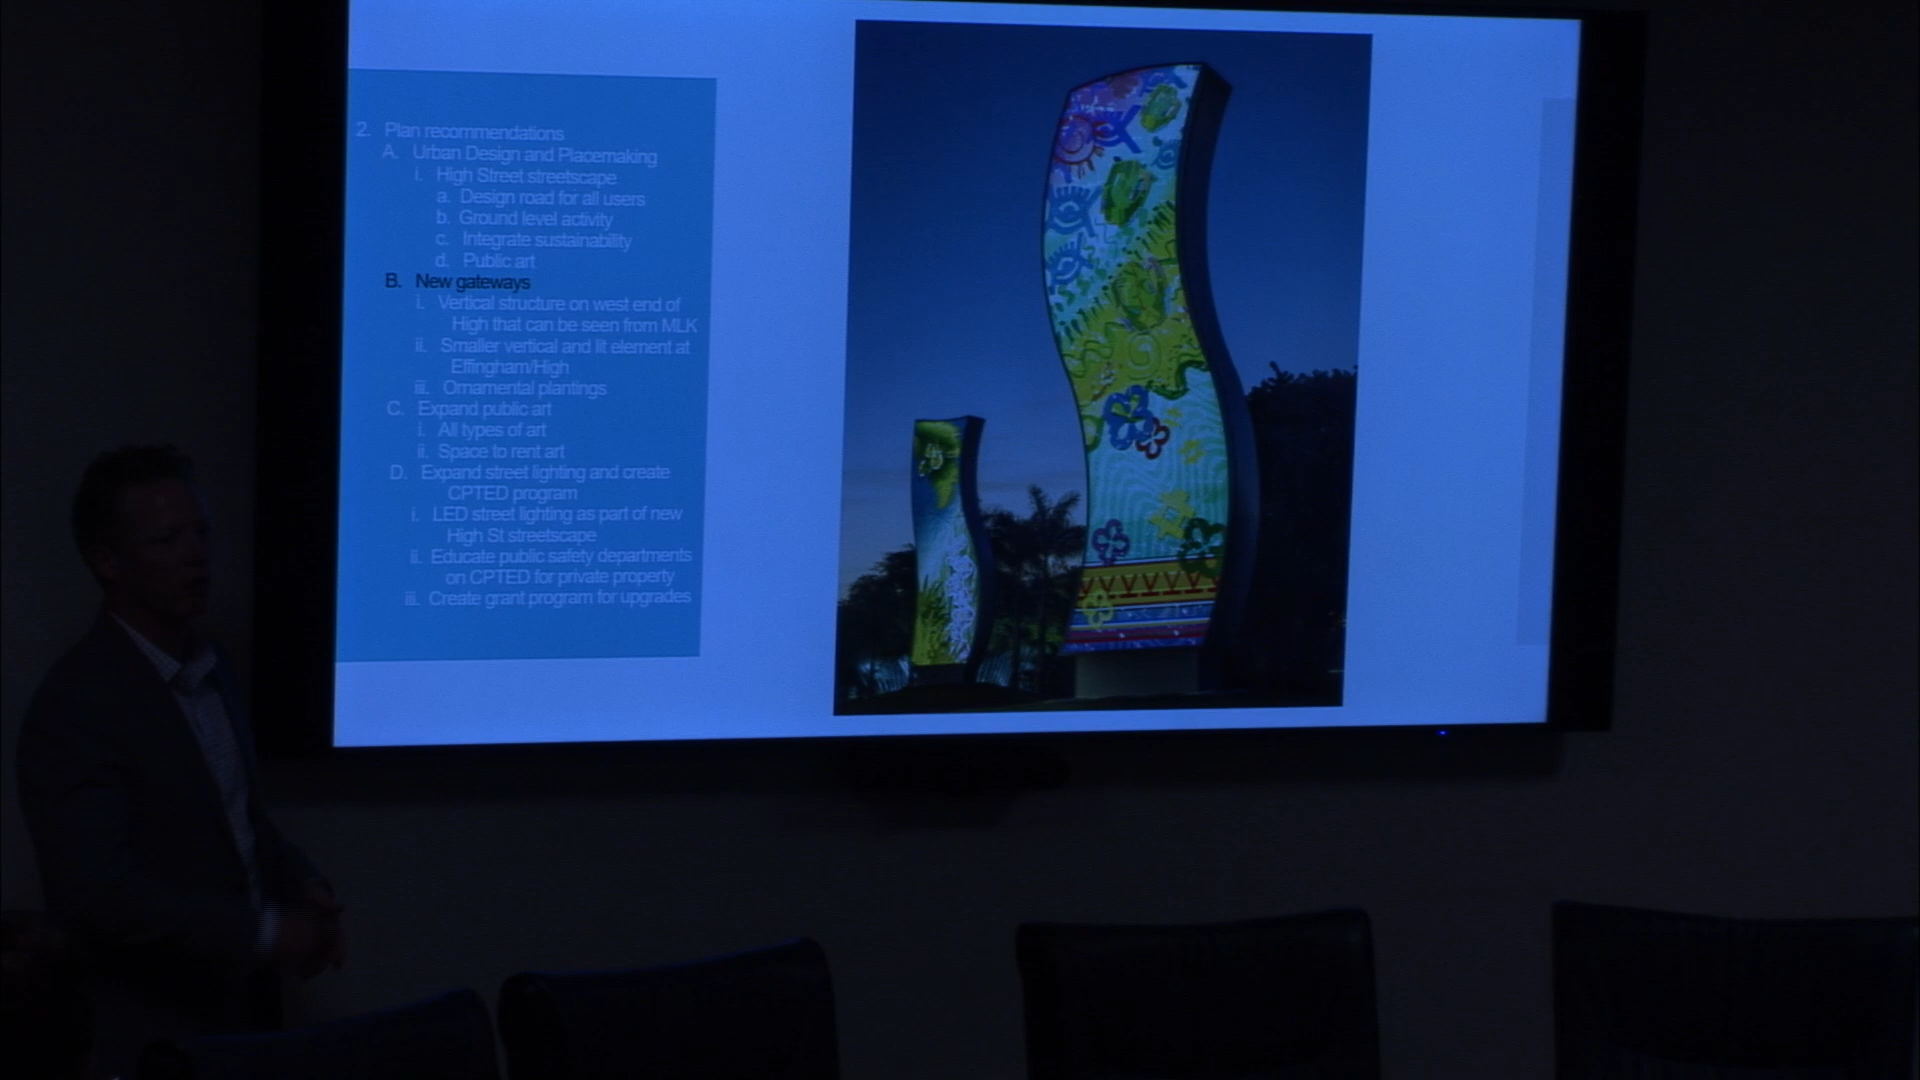 2. Plan recommendations
A. Urban Design and Placemaking
i. High Street streetscape
a. Design road for all users
b. Ground level activity
c. Integrate sustainability
d. Public art
B. New gateways
i. Vertical structure on west end of
High that can be seen from MLK
ii. Smaller vertical and lit element at
Effingham/High
iii. Ornamental plantings
C. Expand public art
i. All types of art
ii. Space to rent art
D. Expand street lighting and create
CPTED program
i. LED street lighting as part of new
High St streetscape
ii. Educate public safety departments
on CPTED for private property
iii. Create grant program for upgrades